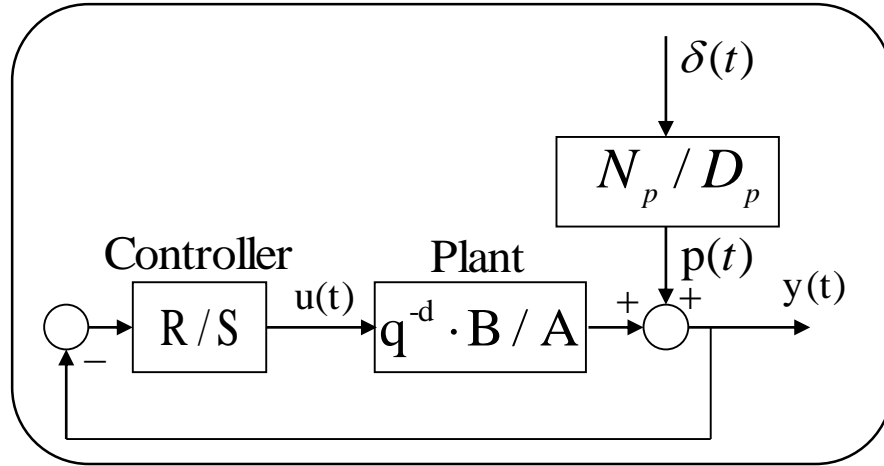 δ(t)
N_p / D_p
Controller
Plant
p(t)
u(t)
y(t)
R/S
q^{-d} · B / A
+
+
−